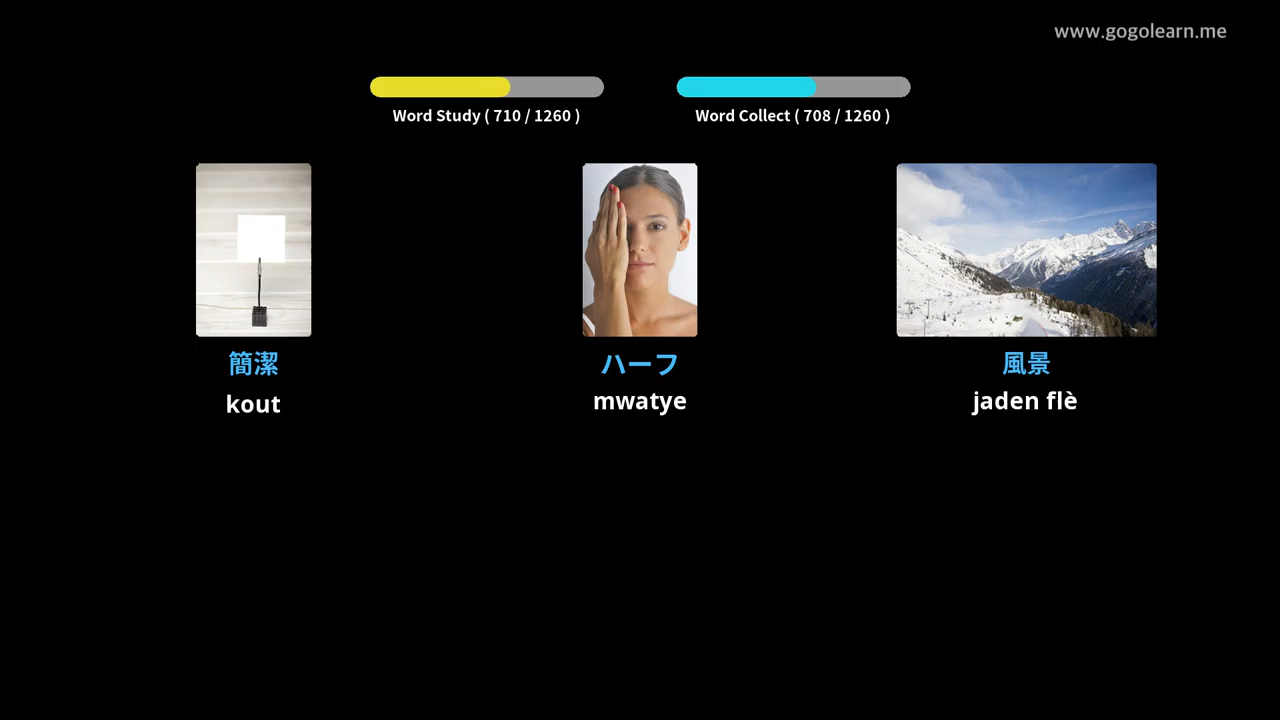 www.gogolearn.me
Word Study ( 710 / 1260 )
Word Collect ( 708 / 1260 )
簡潔
kout
ハーフ
mwatye
風景
jaden flè